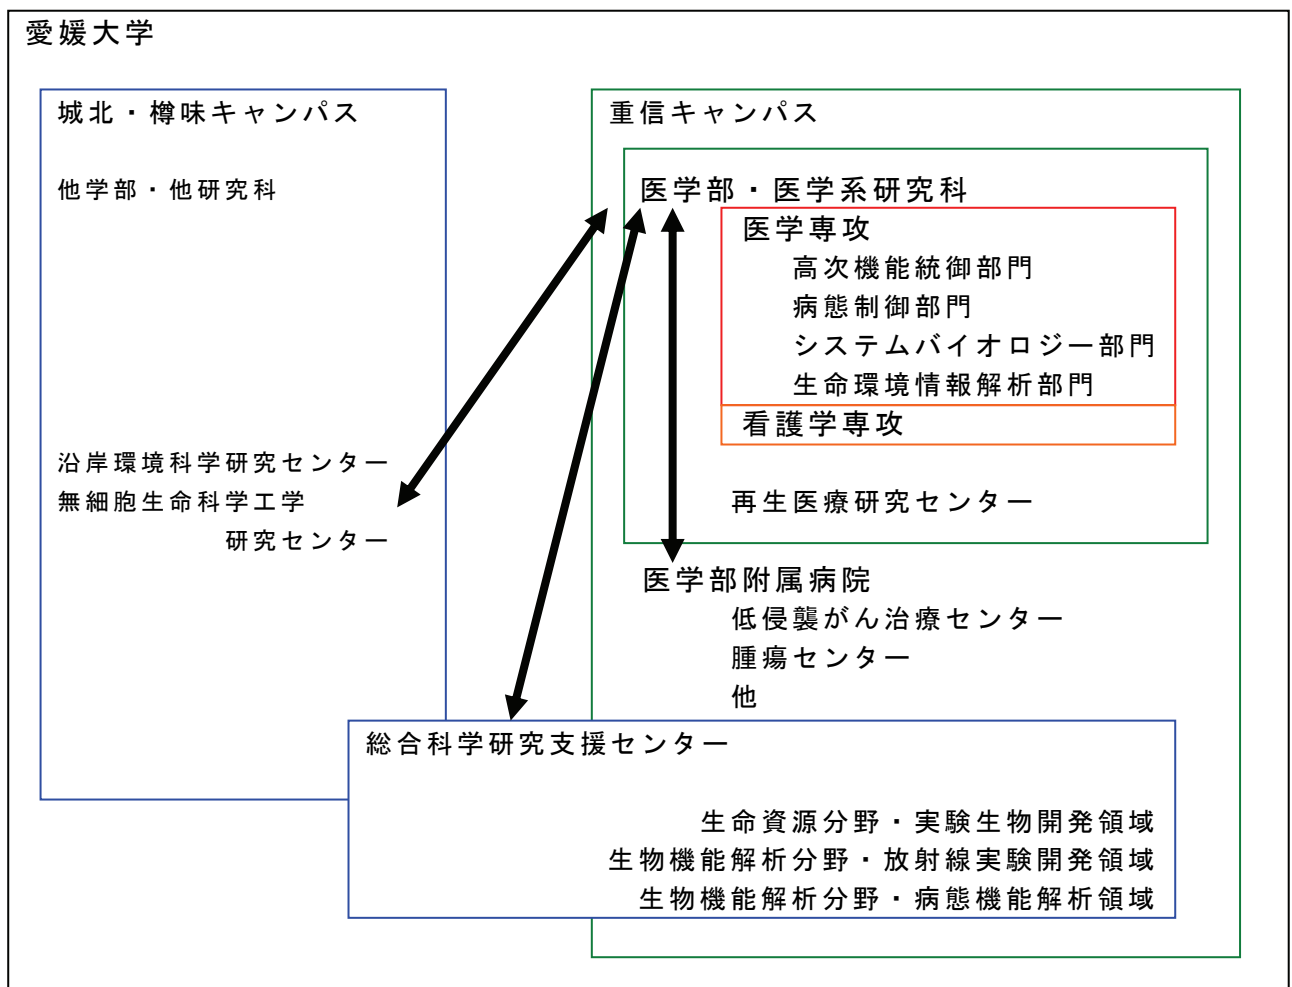 愛媛大学
城北・樽味キャンパス
他学部・他研究科
沿岸環境科学研究センター
無細胞生命科学工学
研究センター
重信キャンパス
医学部・医学系研究科
医学専攻
高次機能統御部門
病態制御部門
システムバイオロジー部門
生命環境情報解析部門
看護学専攻
再生医療研究センター
医学部附属病院
低侵襲がん治療センター
腫瘍センター
他
総合科学研究支援センター
生命資源分野・実験生物開発領域
生物機能解析分野・放射線実験開発領域
生物機能解析分野・病態機能解析領域